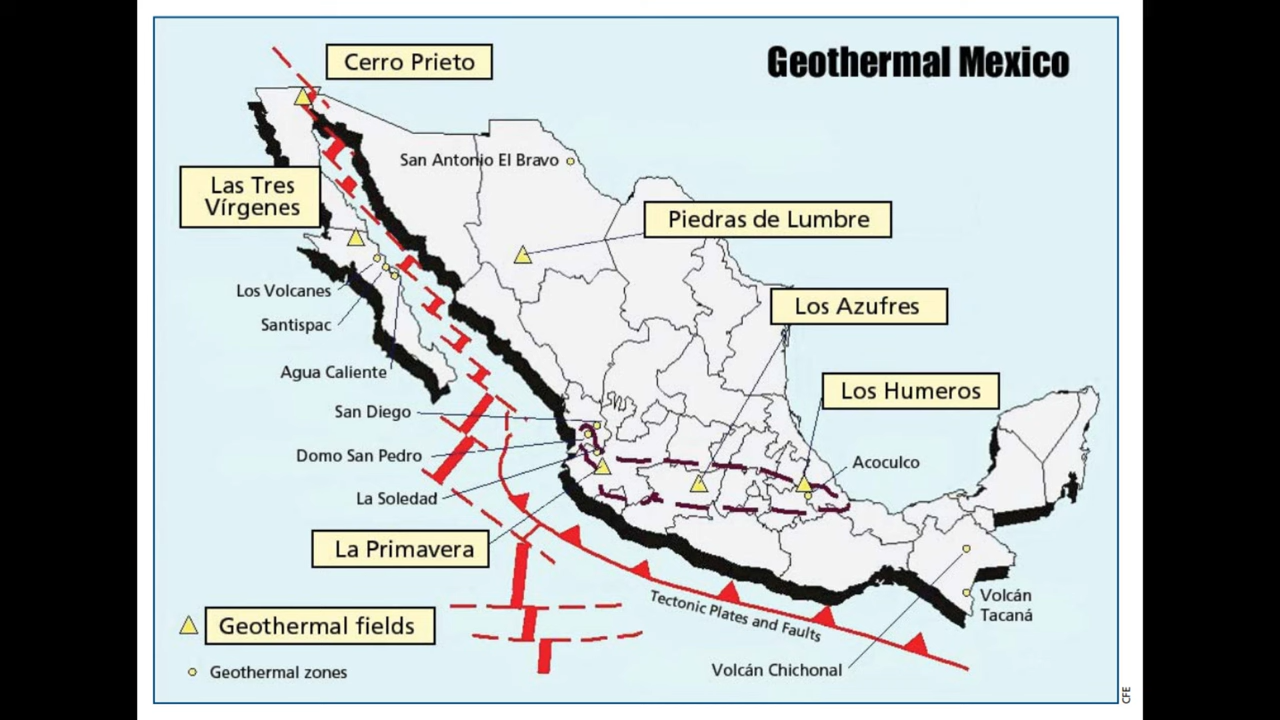 Geothermal Mexico
Cerro Prieto
San Antonio El Bravo
Las Tres
Vírgenes
Piedras de Lumbre
Los Volcanes
Los Azufres
Santispac
Agua Caliente
Los Humeros
San Diego
Domo San Pedro
Acoculco
La Soledad
La Primavera
Tectonic Plates and Faults
Volcán
Tacaná
Geothermal fields
Volcán Chichonal
Geothermal zones
CFE